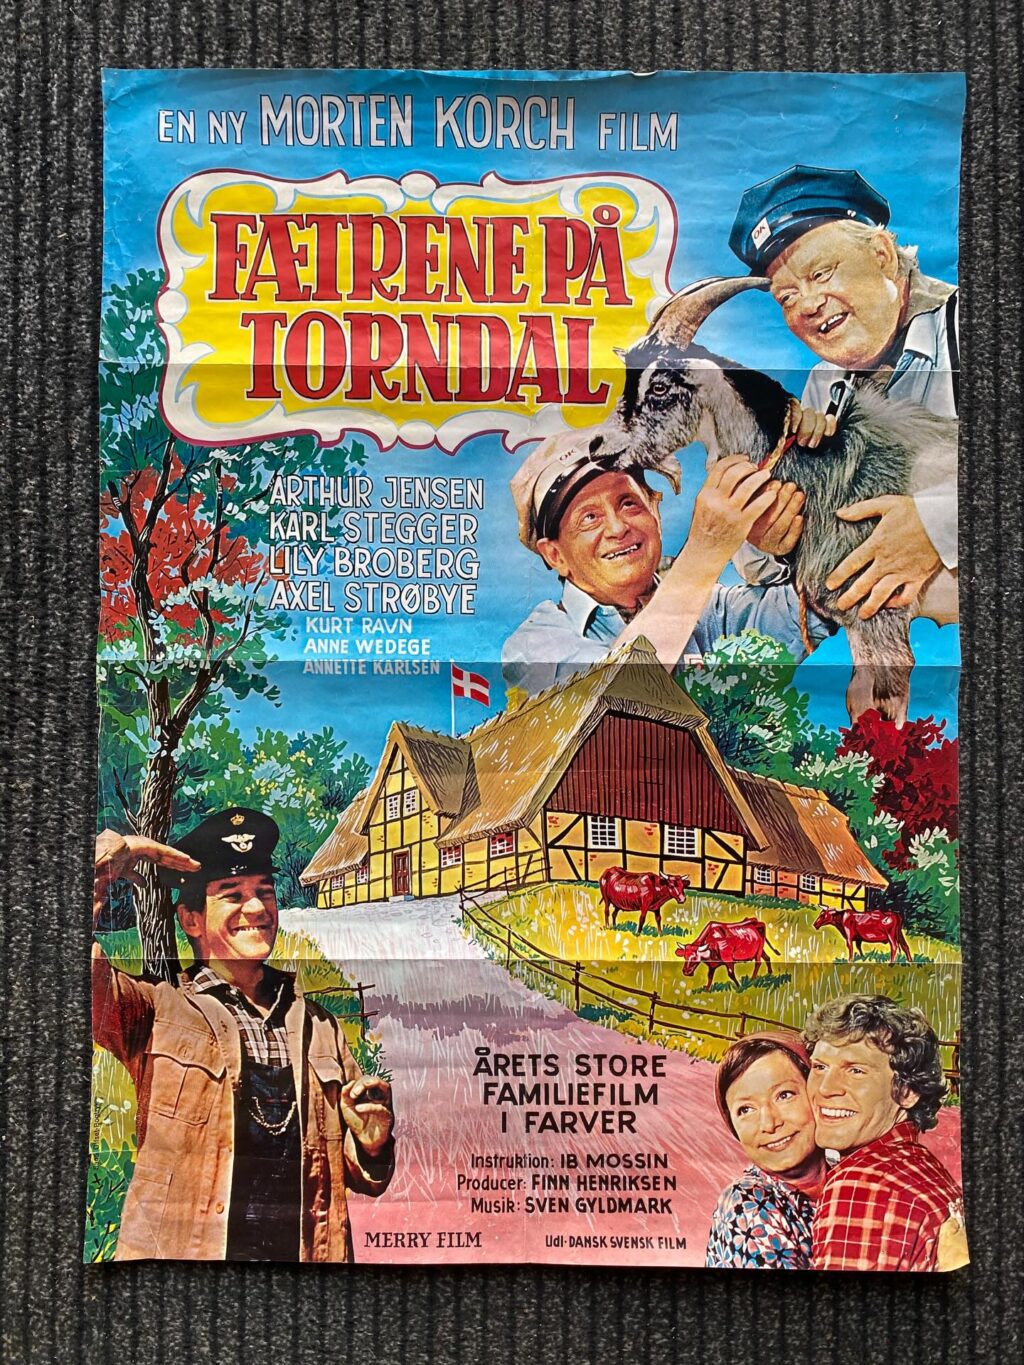 EN NY MORTEN KORCH FILM
FÆTRENE PÅ
TORNDAL
OK
OK
ARTHUR JENSEN
KARL STEGGER
LILY BROBERG
AXEL STRØBYE
KURT RAVN
ANNE WEDEGE
ANNETTE KARLSEN
ÅRETS STORE
FAMILIEFILM
I FARVER
Instruktion: IB MOSSIN
Producer: FINN HENRIKSEN
Musik: SVEN GYLDMARK
MERRY FILM
Udl· DANSK SVENSK FILM